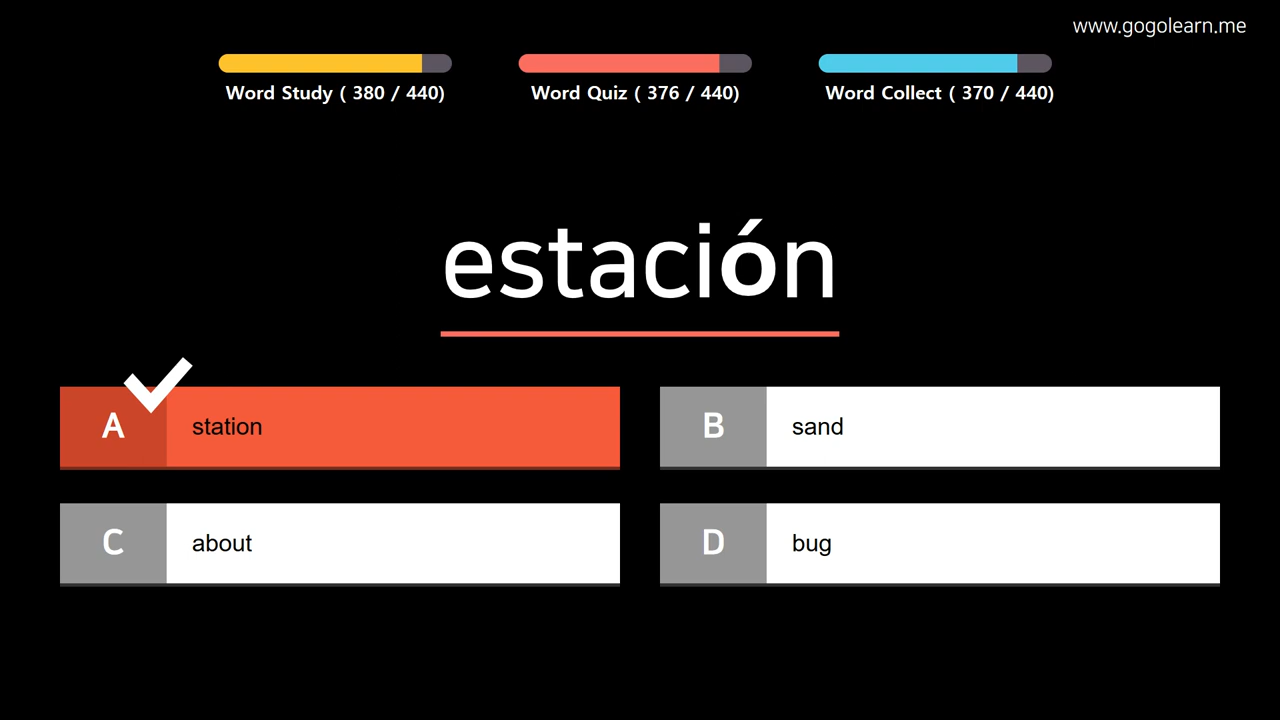 www.gogolearn.me
Word Study ( 380 / 440)
Word Quiz ( 376 / 440)
Word Collect ( 370 / 440)
estación
A station
B sand
C about
D bug